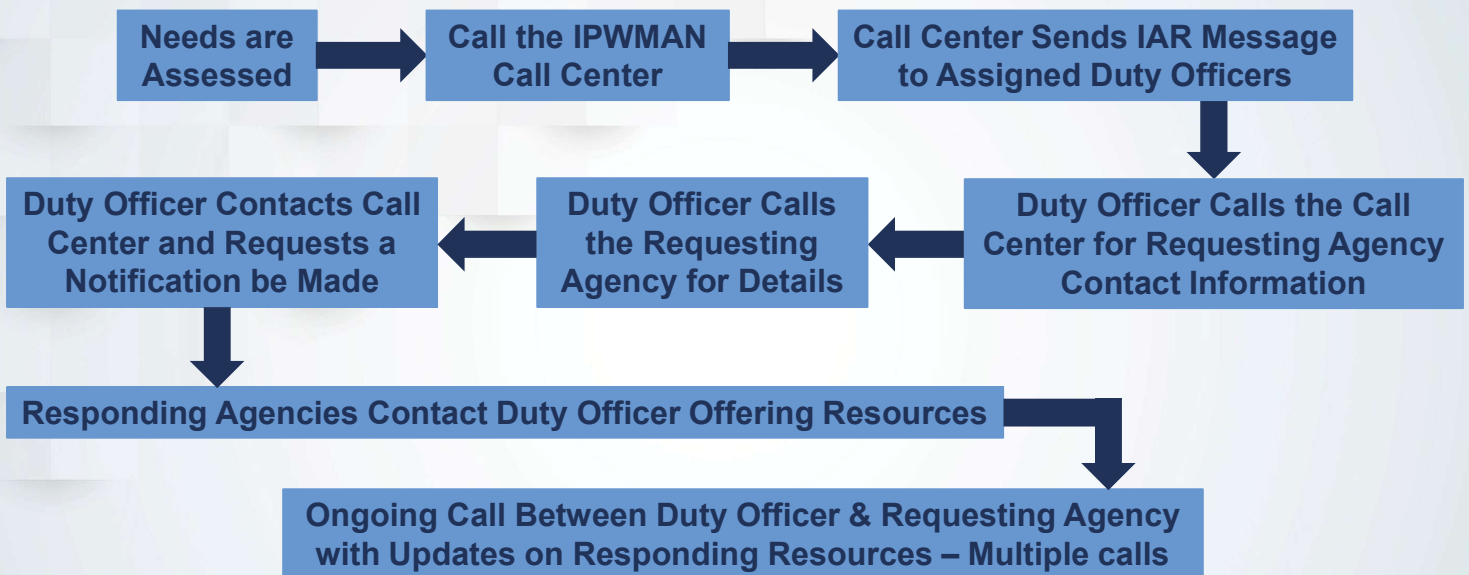 Needs are
Assessed
Call the IPWMAN
Call Center
Call Center Sends IAR Message
to Assigned Duty Officers
Duty Officer Calls the Call
Center for Requesting Agency
Contact Information
Duty Officer Calls
the Requesting
Agency for Details
Duty Officer Contacts Call
Center and Requests a
Notification be Made
Responding Agencies Contact Duty Officer Offering Resources
Ongoing Call Between Duty Officer & Requesting Agency
with Updates on Responding Resources – Multiple calls